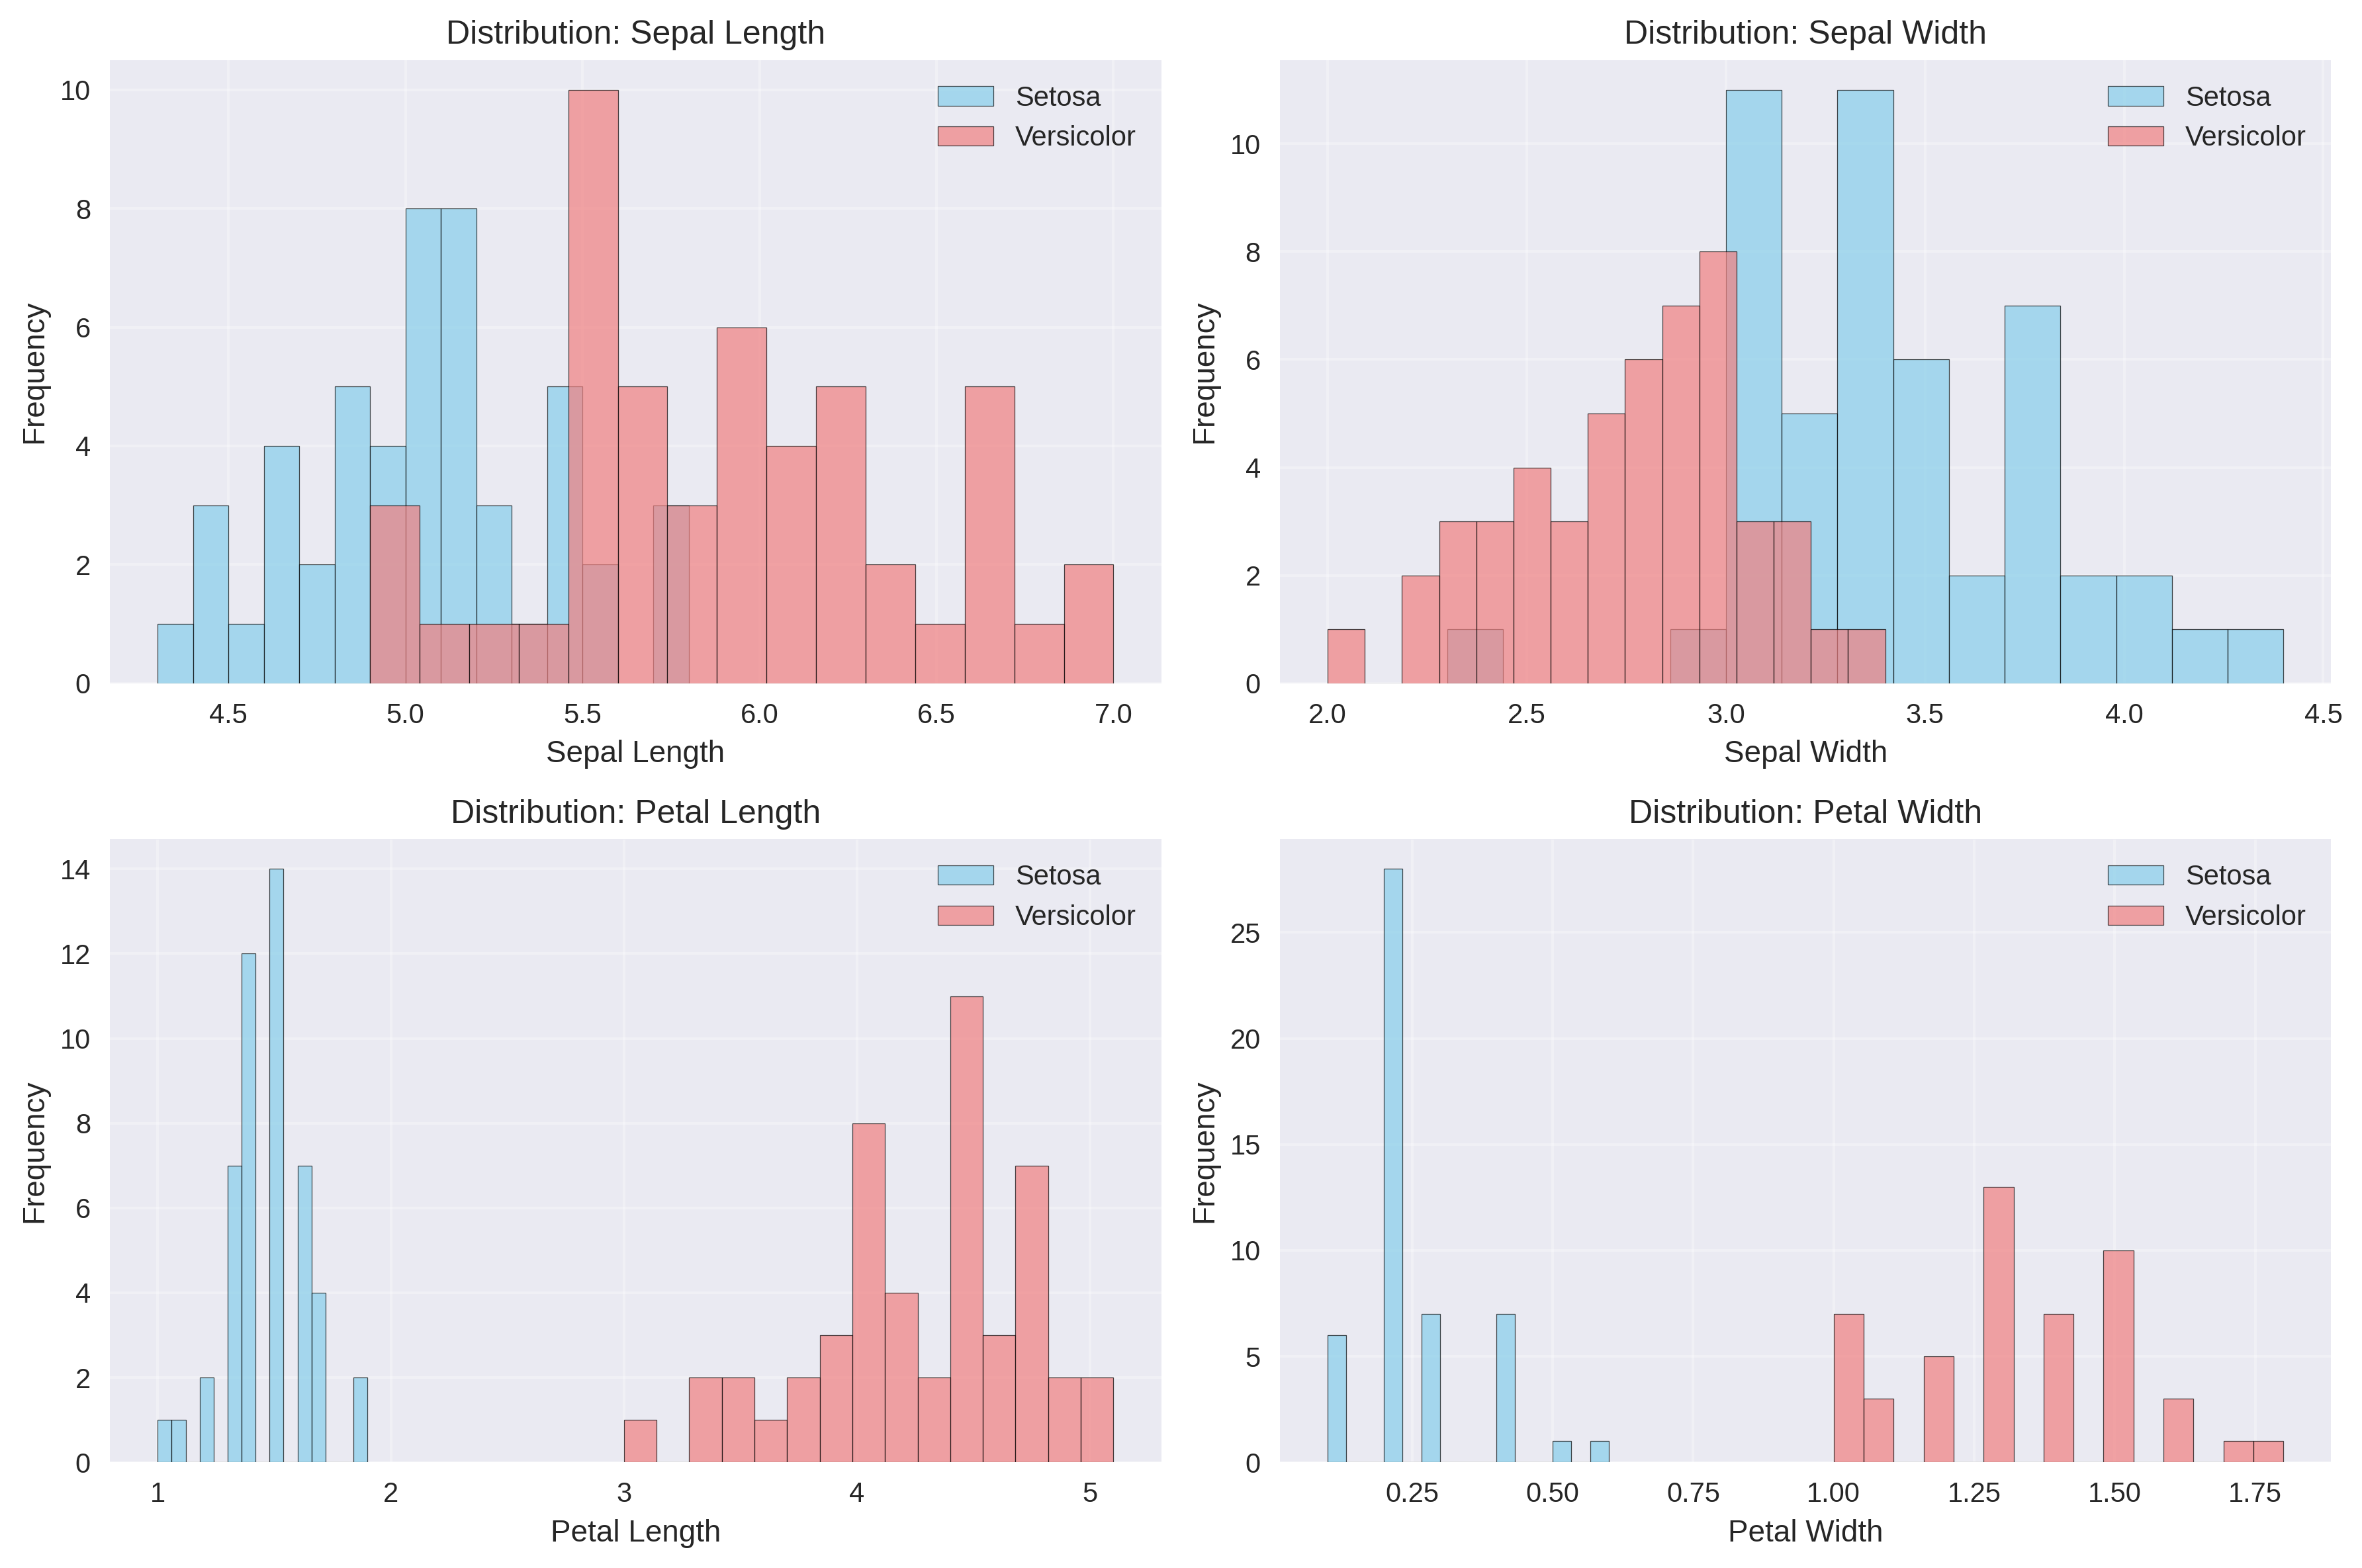 Distribution: Sepal Length
Setosa
Versicolor
Frequency
10
8
6
4
2
0
4.5 5.0 5.5 6.0 6.5 7.0
Sepal Length
Distribution: Sepal Width
Setosa
Versicolor
Frequency
10
8
6
4
2
0
2.0 2.5 3.0 3.5 4.0 4.5
Sepal Width
Distribution: Petal Length
Setosa
Versicolor
Frequency
14
12
10
8
6
4
2
0
1 2 3 4 5
Petal Length
Distribution: Petal Width
Setosa
Versicolor
Frequency
25
20
15
10
5
0
0.25 0.50 0.75 1.00 1.25 1.50 1.75
Petal Width